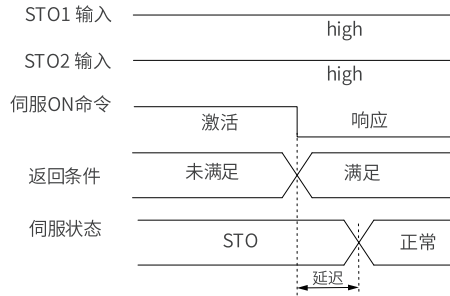 STO1 输入
high
STO2 输入
high
伺服ON命令
激活
响应
返回条件
未满足
满足
伺服状态
STO
正常
延迟